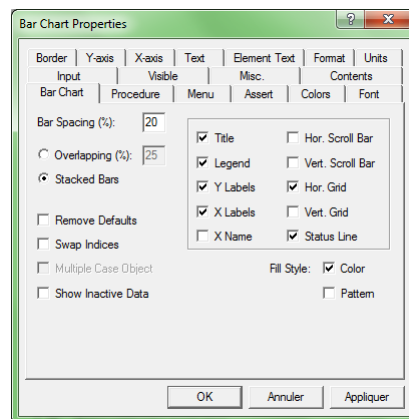 Bar Chart Properties
Border Y-axis X-axis Text Element Text Format Units
Input Visible Misc. Contents
Bar Chart Procedure Menu Assert Colors Font
Bar Spacing (%): 20
Overlapping (%): 25
Stacked Bars
Remove Defaults
Swap Indices
Multiple Case Object
Show Inactive Data
Title Hor. Scroll Bar
Legend Vert. Scroll Bar
Y Labels Hor. Grid
X Labels Vert. Grid
X Name Status Line
Fill Style: Color
Pattern
OK Annuler Appliquer